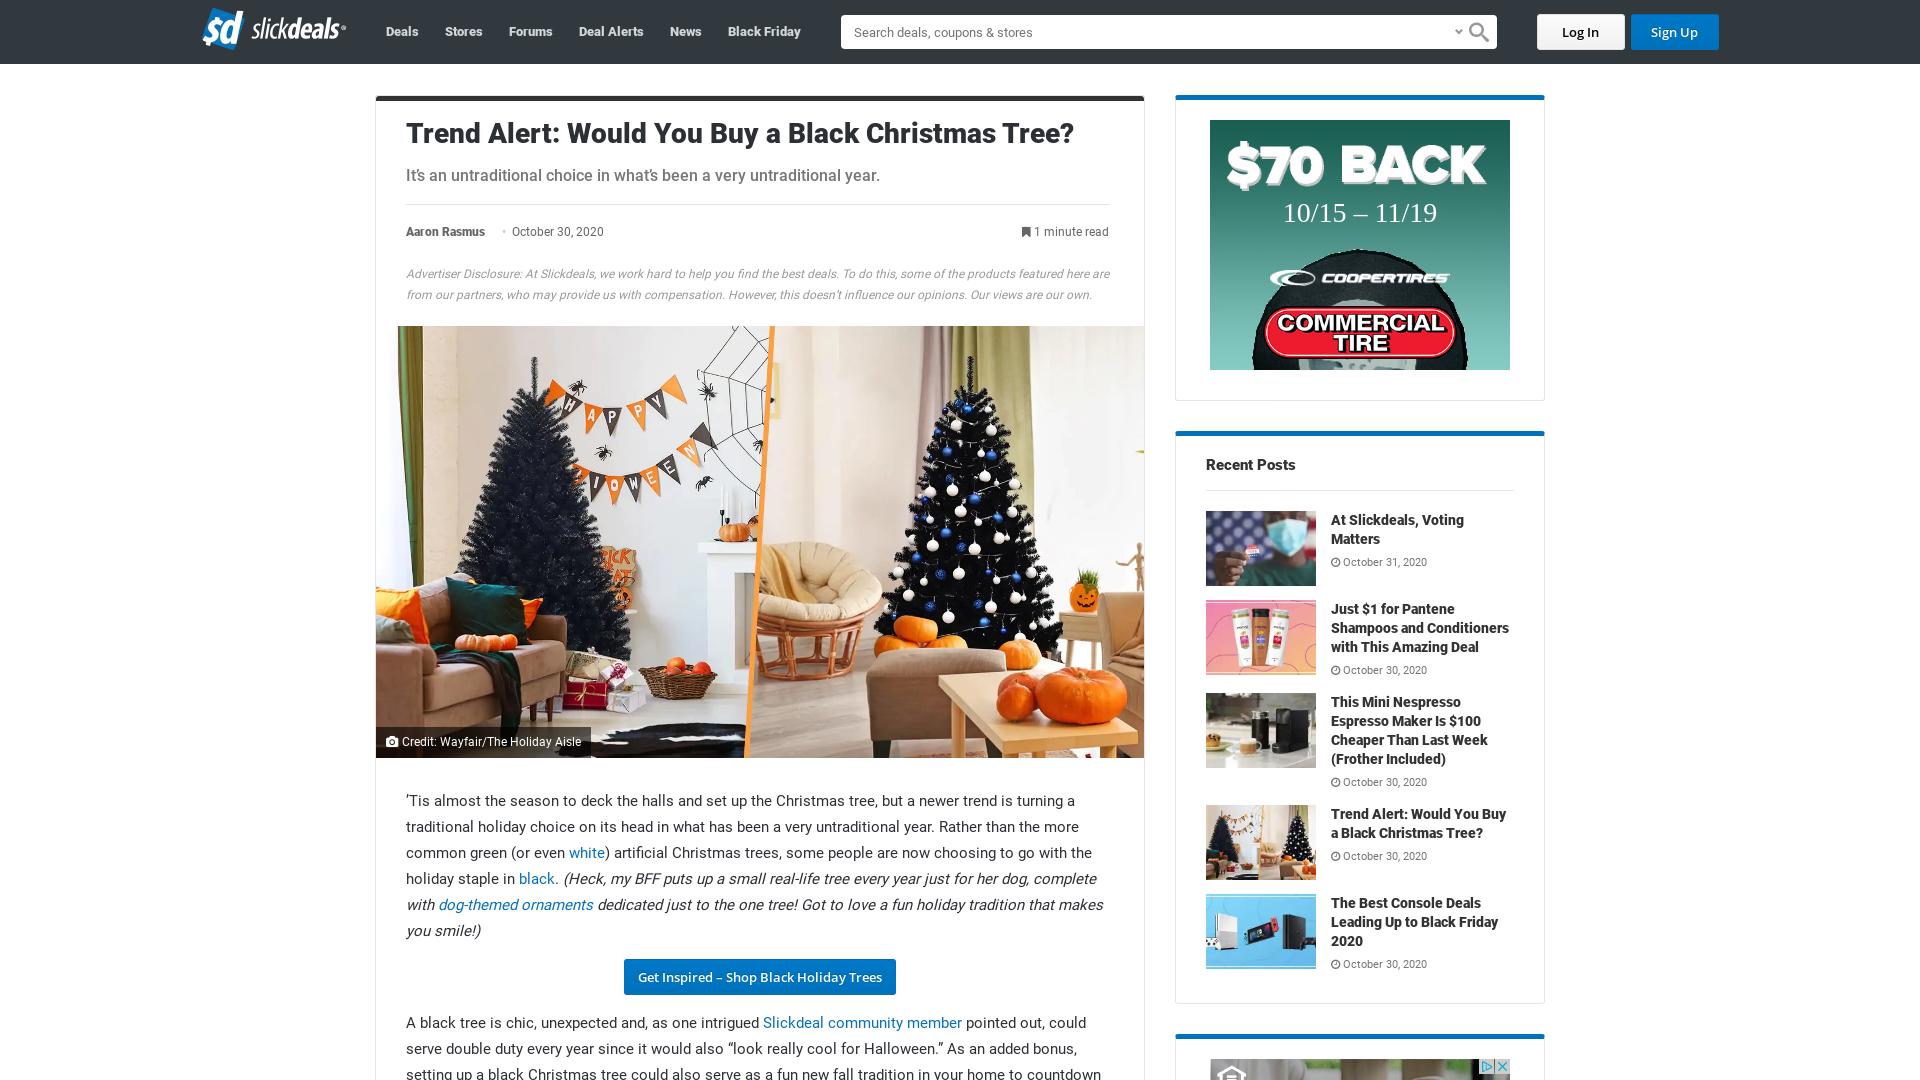 $d slickdeals
Deals Stores Forums Deal Alerts News Black Friday
Search deals, coupons & stores
Log In Sign Up
Trend Alert: Would You Buy a Black Christmas Tree?
It's an untraditional choice in what's been a very untraditional year.
Aaron Rasmus • October 30, 2020 1 minute read
Advertiser Disclosure: At Slickdeals, we work hard to help you find the best deals. To do this, some of the products featured here are
from our partners, who may provide us with compensation. However, this doesn't influence our opinions. Our views are our own.
HAPPY
Credit: Wayfair/The Holiday Aisle
'Tis almost the season to deck the halls and set up the Christmas tree, but a newer trend is turning a
traditional holiday choice on its head in what has been a very untraditional year. Rather than the more
common green (or even white) artificial Christmas trees, some people are now choosing to go with the
holiday staple in black. (Heck, my BFF puts up a small real-life tree every year just for her dog, complete
with dog-themed ornaments dedicated just to the one tree! Got to love a fun holiday tradition that makes
you smile!)
Get Inspired – Shop Black Holiday Trees
A black tree is chic, unexpected and, as one intrigued Slickdeal community member pointed out, could
serve double duty every year since it would also “look really cool for Halloween.” As an added bonus,
setting up a black Christmas tree could also serve as a fun new fall tradition in your home to countdown
$70 BACK
10/15 – 11/19
COOPERTIRES
COMMERCIAL
TIRE
Recent Posts
At Slickdeals, Voting
Matters
October 31, 2020
Just $1 for Pantene
Shampoos and Conditioners
with This Amazing Deal
October 30, 2020
This Mini Nespresso
Espresso Maker Is $100
Cheaper Than Last Week
(Frother Included)
October 30, 2020
Trend Alert: Would You Buy
a Black Christmas Tree?
October 30, 2020
The Best Console Deals
Leading Up to Black Friday
2020
October 30, 2020